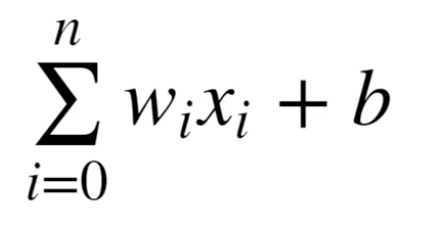 n
∑ wᵢxᵢ + b
i=0